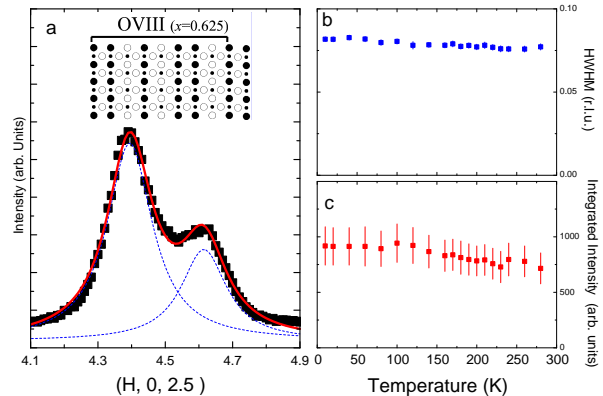 a
OVIII (x=0.625)
Intensity (arb. Units)
4.1 4.3 4.5 4.7 4.9
(H, 0, 2.5 )
b
0.10
0.05
0.00
HWHM (r.l.u.)
c
1000
500
0
Integrated Intensity
(arb. units)
0 50 100 150 200 250 300
Temperature (K)